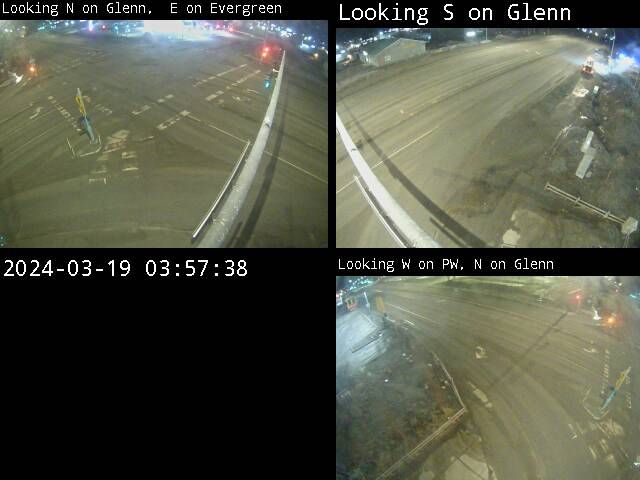 Looking N on Glenn,  E on Evergreen
Looking S on Glenn
2024-03-19 03:57:38
Looking W on PW, N on Glenn